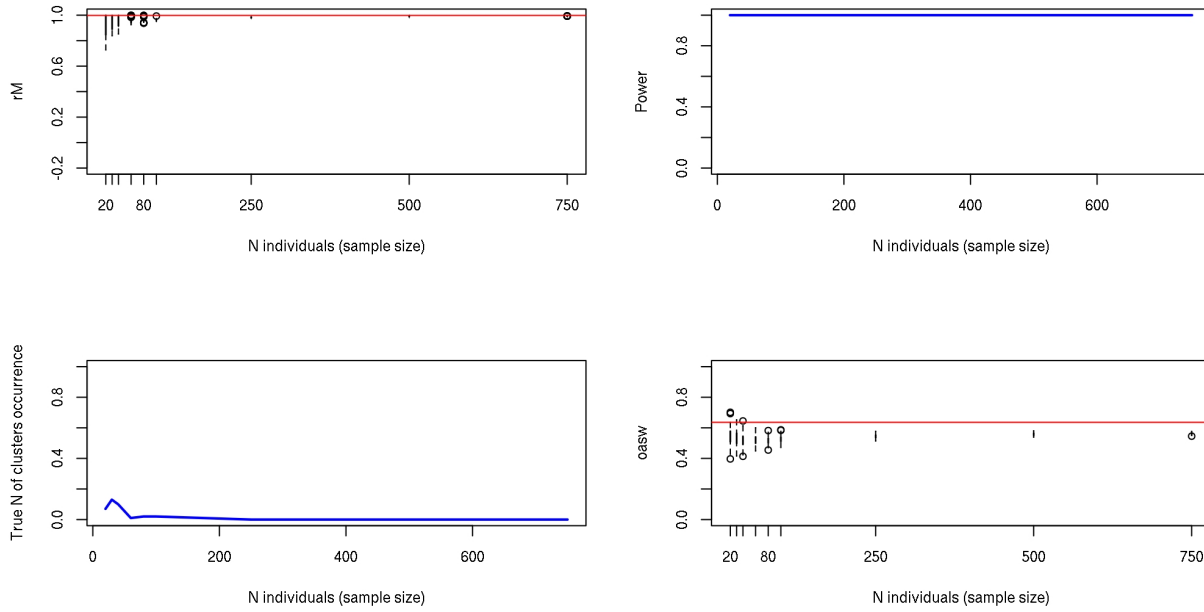 rM
1.0
0.6
0.2
-0.2
20 80 250 500 750
N individuals (sample size)
Power
0.8
0.4
0.0
0 200 400 600
N individuals (sample size)
True N of clusters occurrence
0.8
0.4
0.0
0 200 400 600
N individuals (sample size)
oasw
0.8
0.4
0.0
20 80 250 500 750
N individuals (sample size)